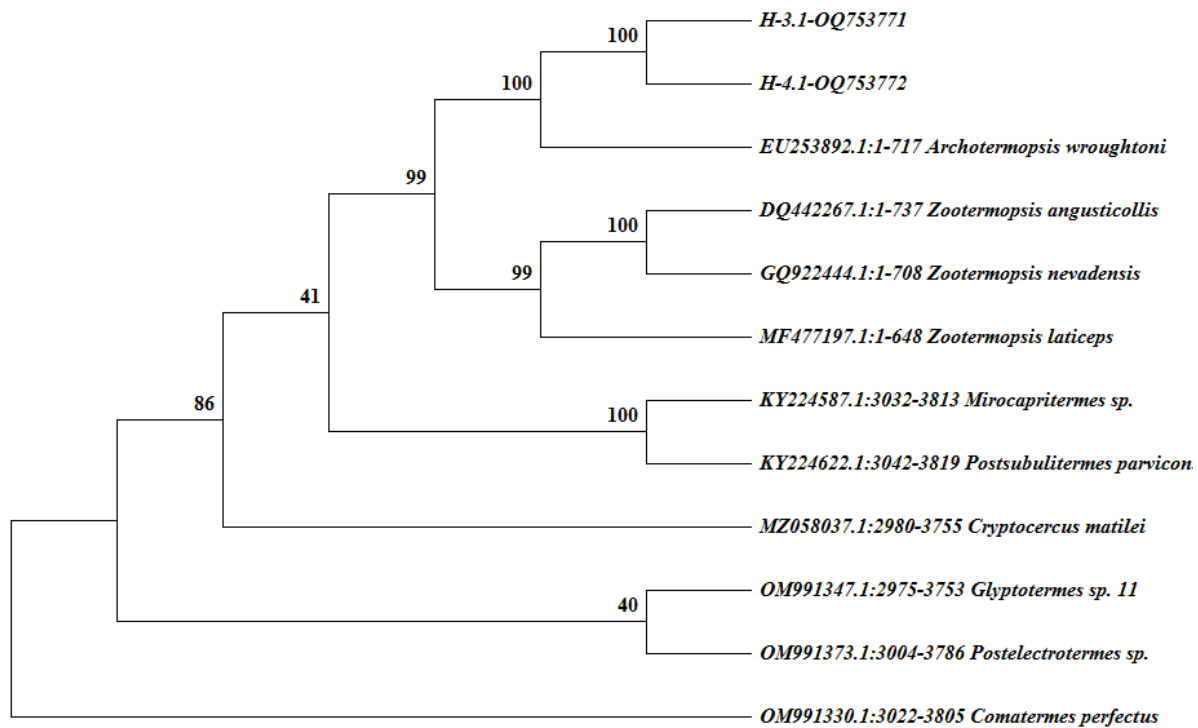 H-3.1-OQ753771
100
H-4.1-OQ753772
100
EU253892.1:1-717 Archotermopsis wroughtoni
99
DQ442267.1:1-737 Zootermopsis angusticollis
100
GQ922444.1:1-708 Zootermopsis nevadensis
99
41
MF477197.1:1-648 Zootermopsis laticeps
KY224587.1:3032-3813 Mirocapritermes sp.
86
100
KY224622.1:3042-3819 Postsubulitermes parvicon
MZ058037.1:2980-3755 Cryptocercus matilei
OM991347.1:2975-3753 Glyptotermes sp. 11
40
OM991373.1:3004-3786 Postelectrotermes sp.
OM991330.1:3022-3805 Comatermes perfectus